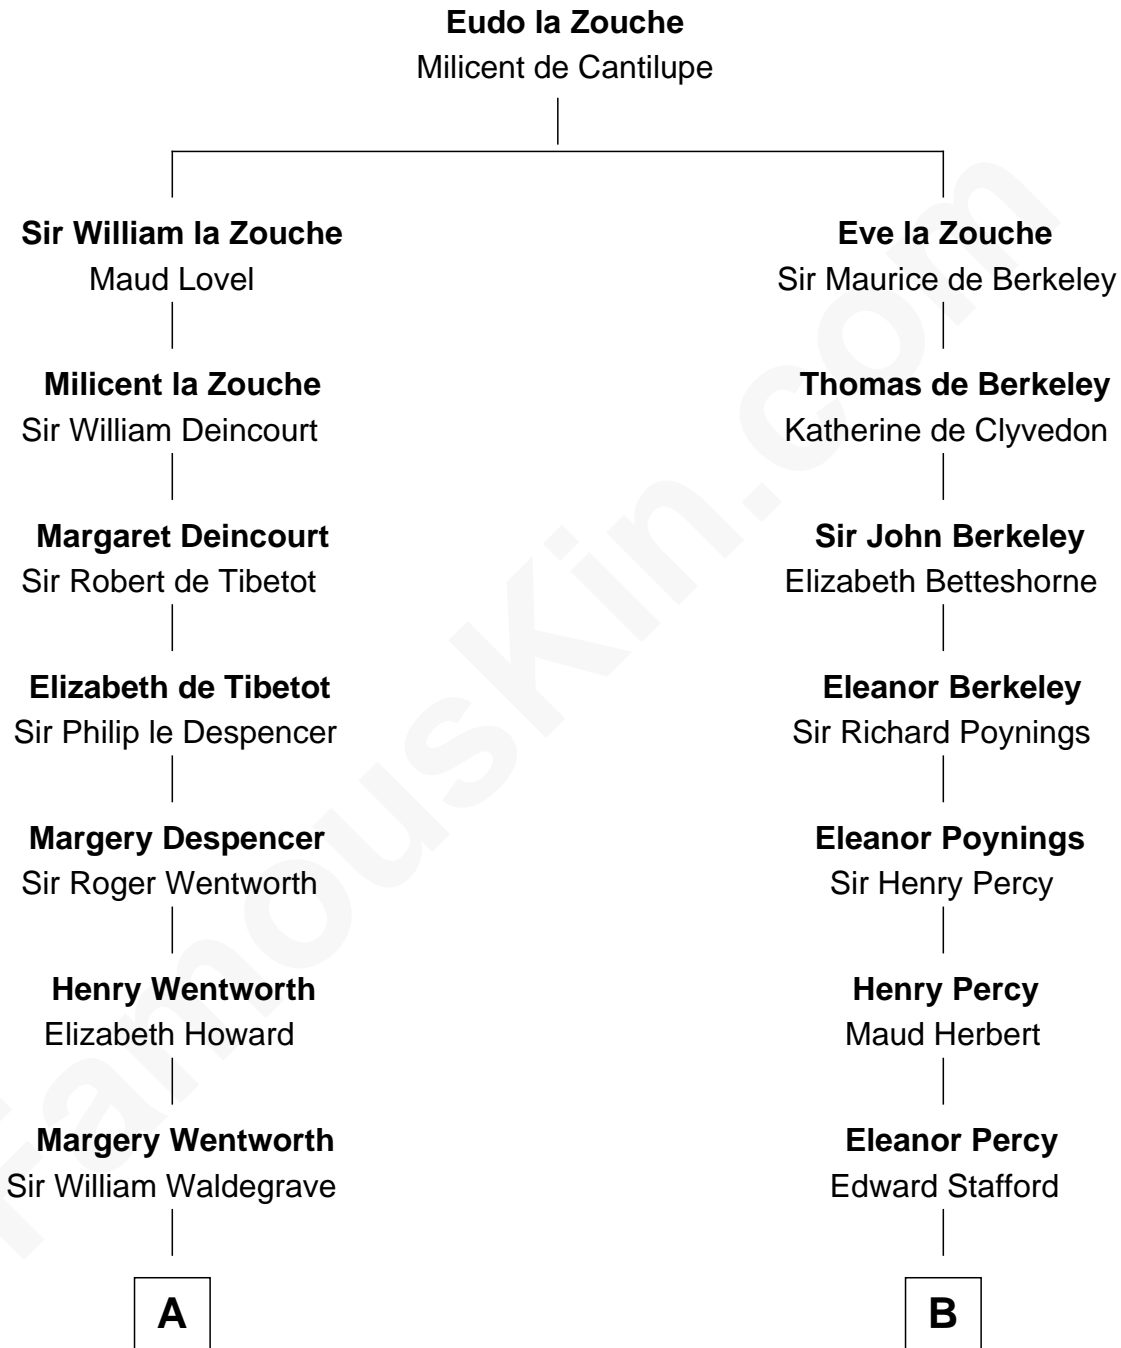 Eudo la Zouche
Milicent de Cantilupe
Sir William la Zouche
Maud Lovel
Milicent la Zouche
Sir William Deincourt
Margaret Deincourt
Sir Robert de Tibetot
Elizabeth de Tibetot
Sir Philip le Despencer
Margery Despencer
Sir Roger Wentworth
Henry Wentworth
Elizabeth Howard
Margery Wentworth
Sir William Waldegrave
A
Eve la Zouche
Sir Maurice de Berkeley
Thomas de Berkeley
Katherine de Clyvedon
Sir John Berkeley
Elizabeth Betteshorne
Eleanor Berkeley
Sir Richard Poynings
Eleanor Poynings
Sir Henry Percy
Henry Percy
Maud Herbert
Eleanor Percy
Edward Stafford
B
FamousKin.com